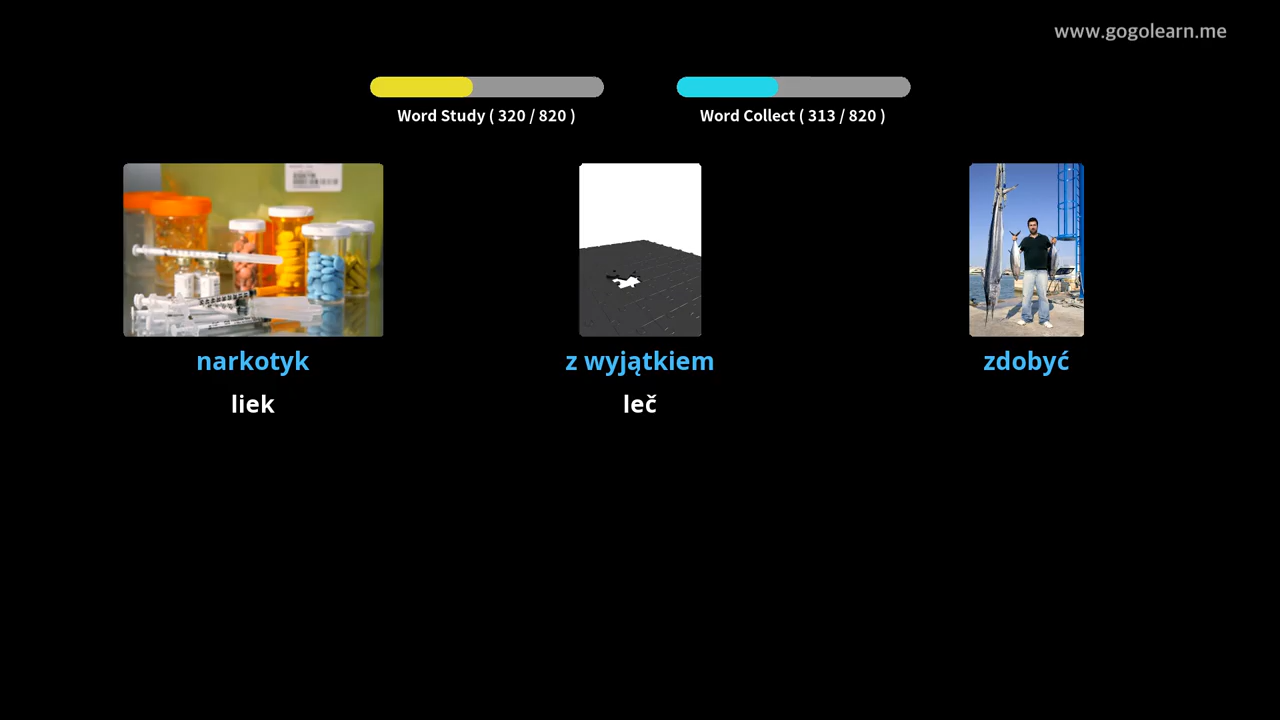 www.gogolearn.me
Word Study ( 320 / 820 )
Word Collect ( 313 / 820 )
narkotyk
z wyjątkiem
zdobyć
liek
leč